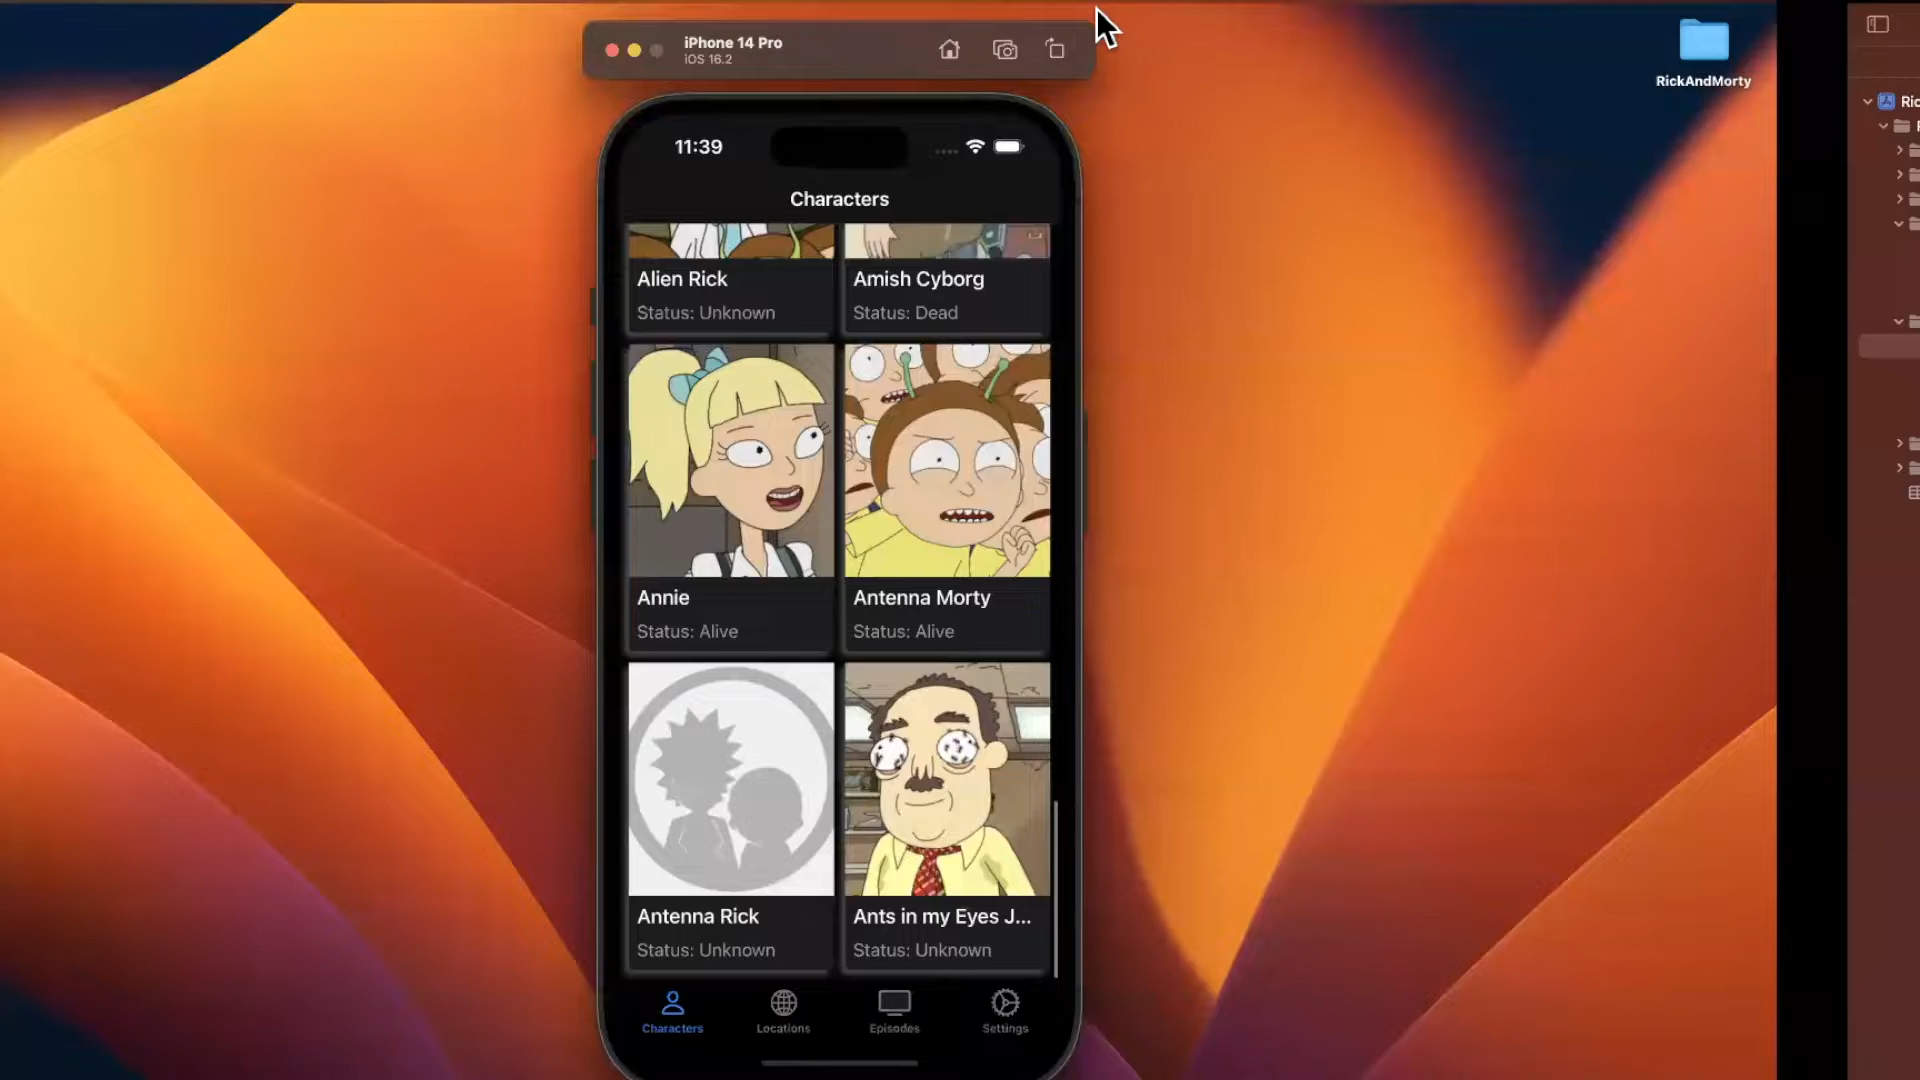 iPhone 14 Pro
iOS 16.2
RickAndMorty
Ric
11:39
Characters
Alien Rick
Status: Unknown
Amish Cyborg
Status: Dead
Annie
Status: Alive
Antenna Morty
Status: Alive
Antenna Rick
Status: Unknown
Ants in my Eyes J...
Status: Unknown
Characters
Locations
Episodes
Settings